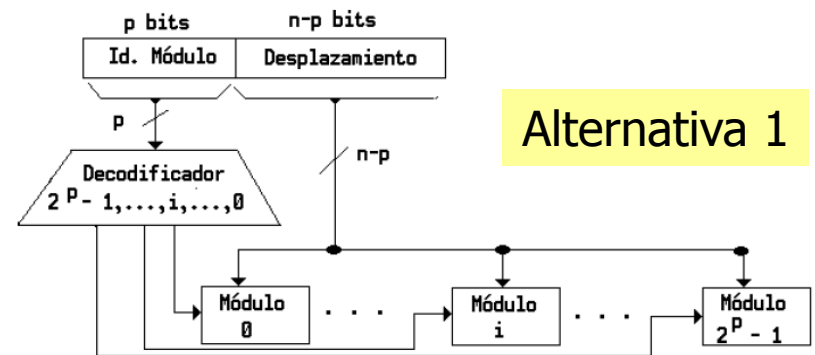 p bits n-p bits
Id. Módulo Desplazamiento
Alternativa 1
p
n-p
Decodificador
2 p - 1,...,i,...,0
Módulo
0
. . .
Módulo
i
. . .
Módulo
2 p - 1